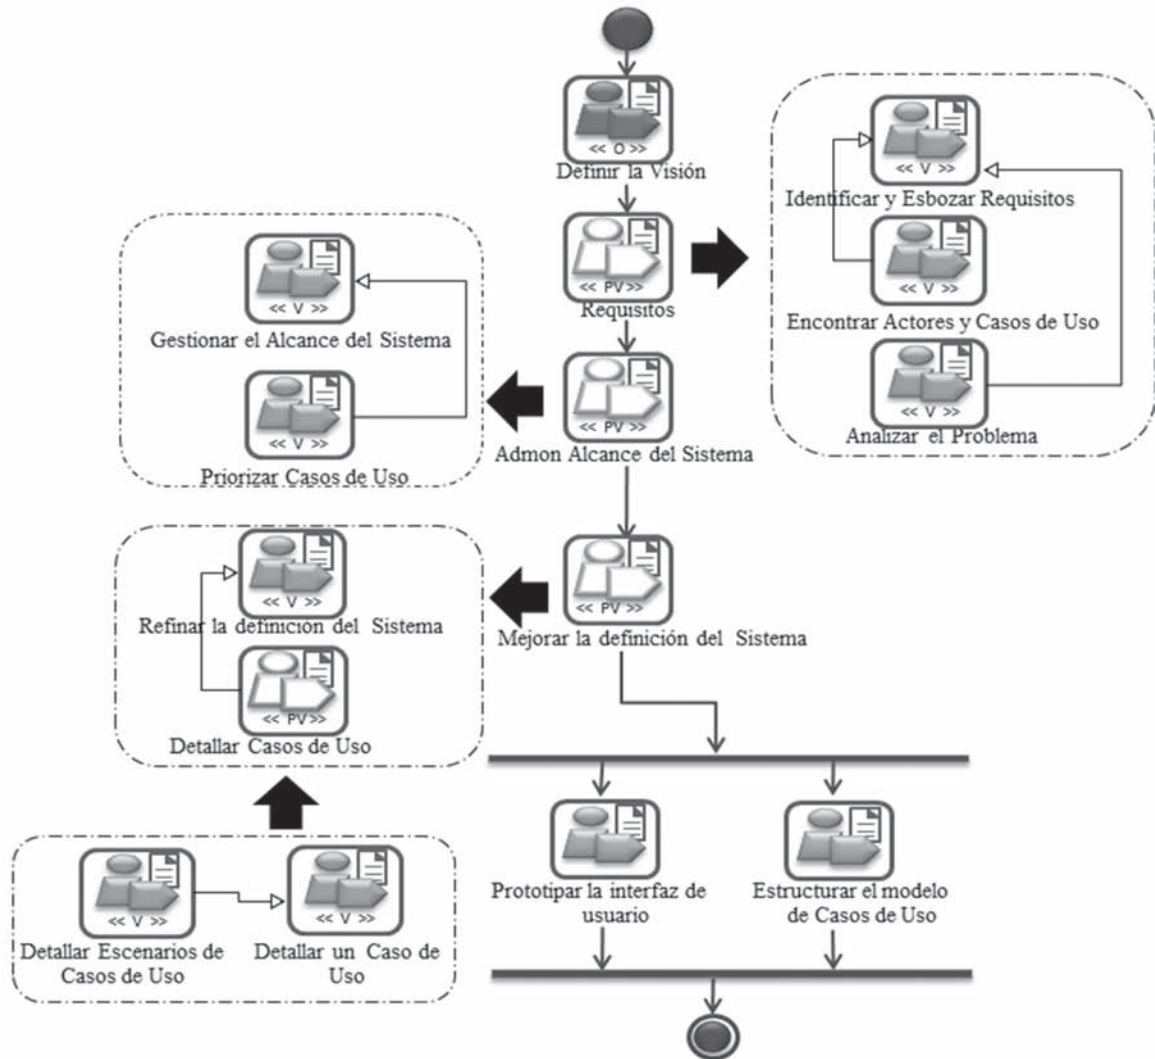 << O >>
Definir la Visión
<< PV >>
Requisitos
<< V >>
Identificar y Esbozar Requisitos
<< V >>
Encontrar Actores y Casos de Uso
<< V >>
Analizar el Problema
<< PV >>
Admon Alcance del Sistema
<< V >>
Gestionar el Alcance del Sistema
<< V >>
Priorizar Casos de Uso
<< PV >>
Mejorar la definición del Sistema
<< V >>
Refinar la definición del Sistema
<< PV >>
Detallar Casos de Uso
<< V >>
Detallar Escenarios de
Casos de Uso
<< V >>
Detallar un Caso de
Uso
Prototipar la interfaz de
usuario
Estructurar el modelo
de Casos de Uso